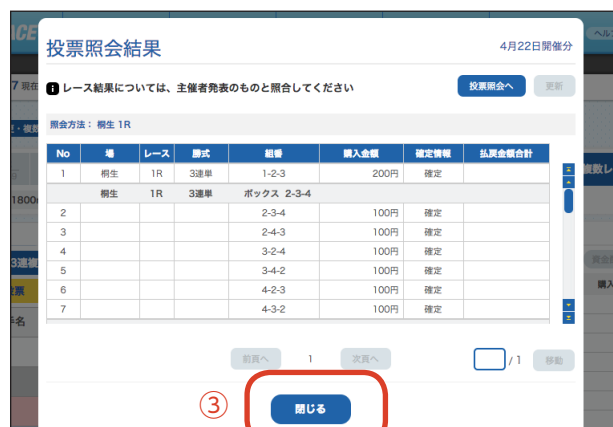 投票照会結果
4月22日開催分
レース結果については、主催者発表のものと照合してください
投票照会へ
更新
照会方法： 桐生 1R
No 場 レース 勝式 組番 購入金額 確定情報 払戻金額合計
1 桐生 1R 3連単 1-2-3 200円 確定
桐生 1R 3連単 ボックス 2-3-4
2 2-3-4 100円 確定
3 2-4-3 100円 確定
4 3-2-4 100円 確定
5 3-4-2 100円 確定
6 4-2-3 100円 確定
7 4-3-2 100円 確定
前頁へ 1 次頁へ / 1 移動
③ 閉じる